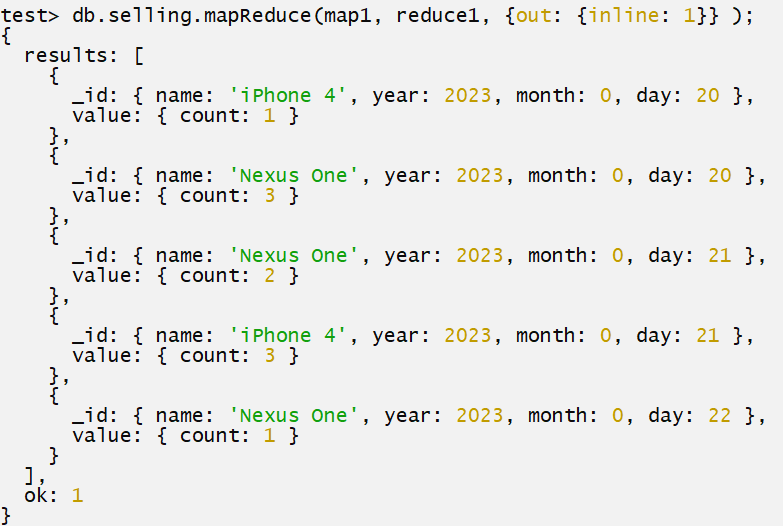 test> db.selling.mapReduce(map1, reduce1, {out: {inline: 1}} );
{
  results: [
    {
      _id: { name: 'iPhone 4', year: 2023, month: 0, day: 20 },
      value: { count: 1 }
    },
    {
      _id: { name: 'Nexus One', year: 2023, month: 0, day: 20 },
      value: { count: 3 }
    },
    {
      _id: { name: 'Nexus One', year: 2023, month: 0, day: 21 },
      value: { count: 2 }
    },
    {
      _id: { name: 'iPhone 4', year: 2023, month: 0, day: 21 },
      value: { count: 3 }
    },
    {
      _id: { name: 'Nexus One', year: 2023, month: 0, day: 22 },
      value: { count: 1 }
    }
  ],
  ok: 1
}